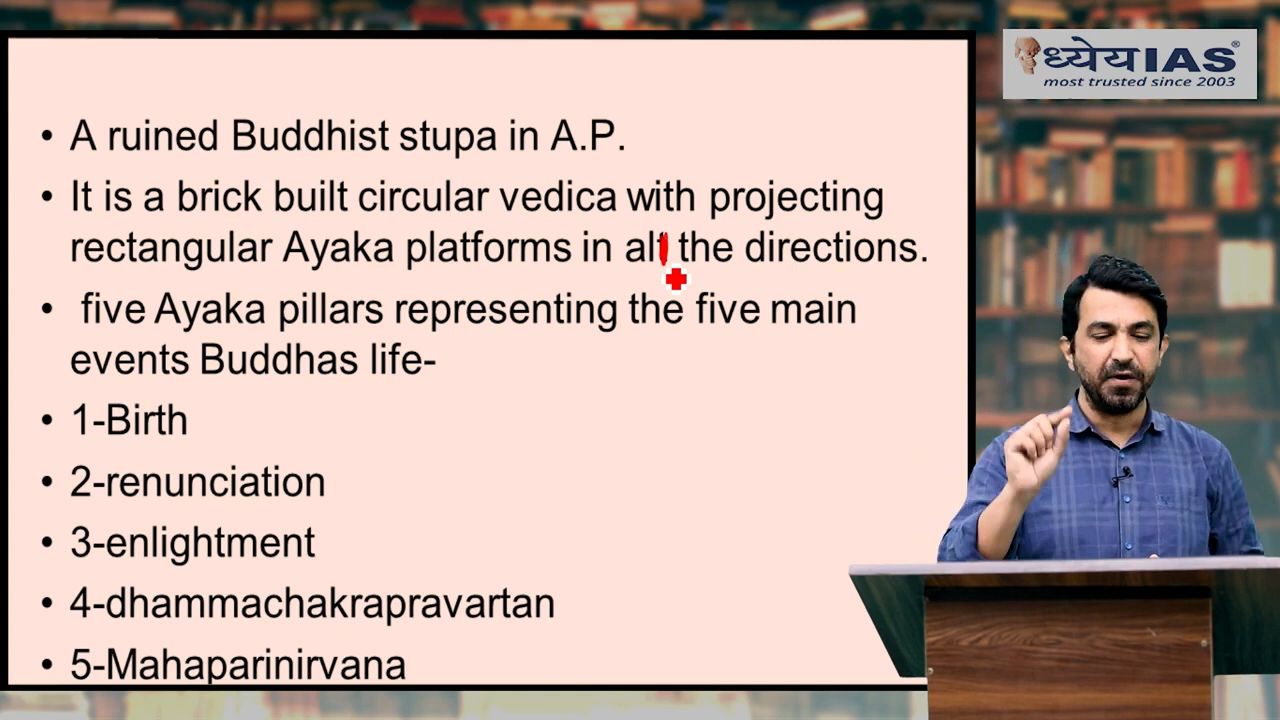 ध्येय IAS®
most trusted since 2003
• A ruined Buddhist stupa in A.P.
• It is a brick built circular vedica with projecting
rectangular Ayaka platforms in all the directions.
• five Ayaka pillars representing the five main
events Buddhas life-
• 1-Birth
• 2-renunciation
• 3-enlightment
• 4-dhammachakrapravartan
• 5-Mahaparinirvana